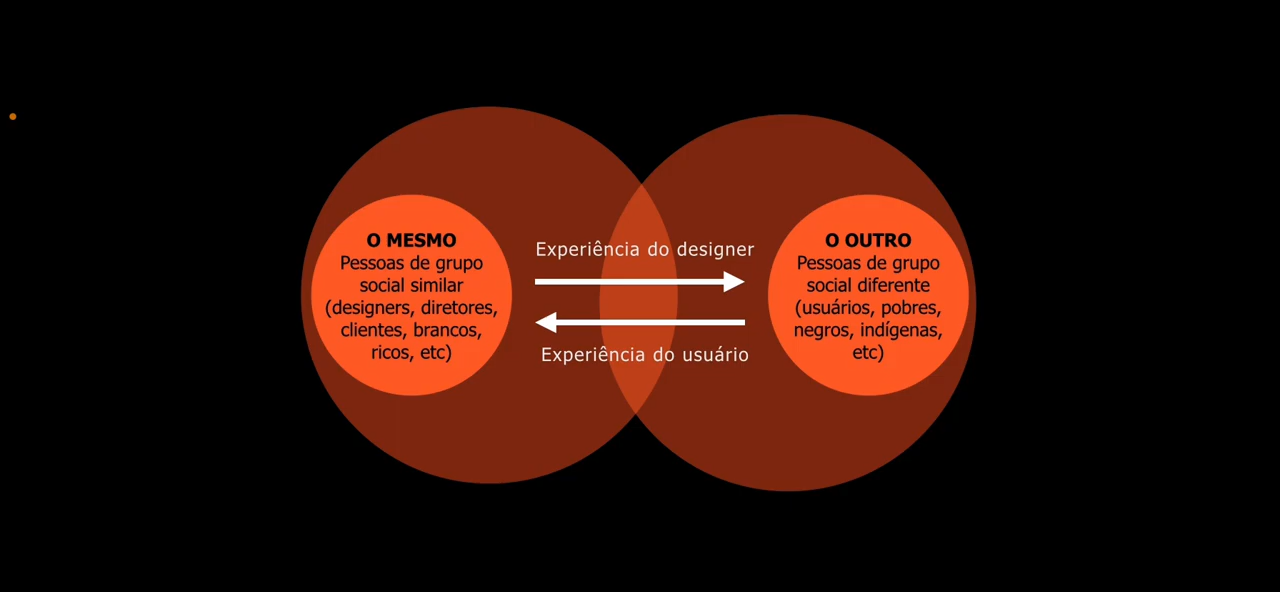 O MESMO
Pessoas de grupo
social similar
(designers, diretores,
clientes, brancos,
ricos, etc)
Experiência do designer
Experiência do usuário
O OUTRO
Pessoas de grupo
social diferente
(usuários, pobres,
negros, indígenas,
etc)